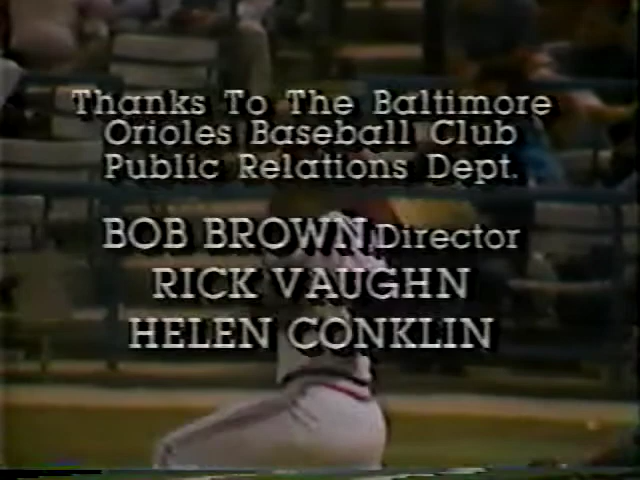 Thanks To The Baltimore
Orioles Baseball Club
Public Relations Dept.
BOB BROWN, Director
RICK VAUGHN
HELEN CONKLIN